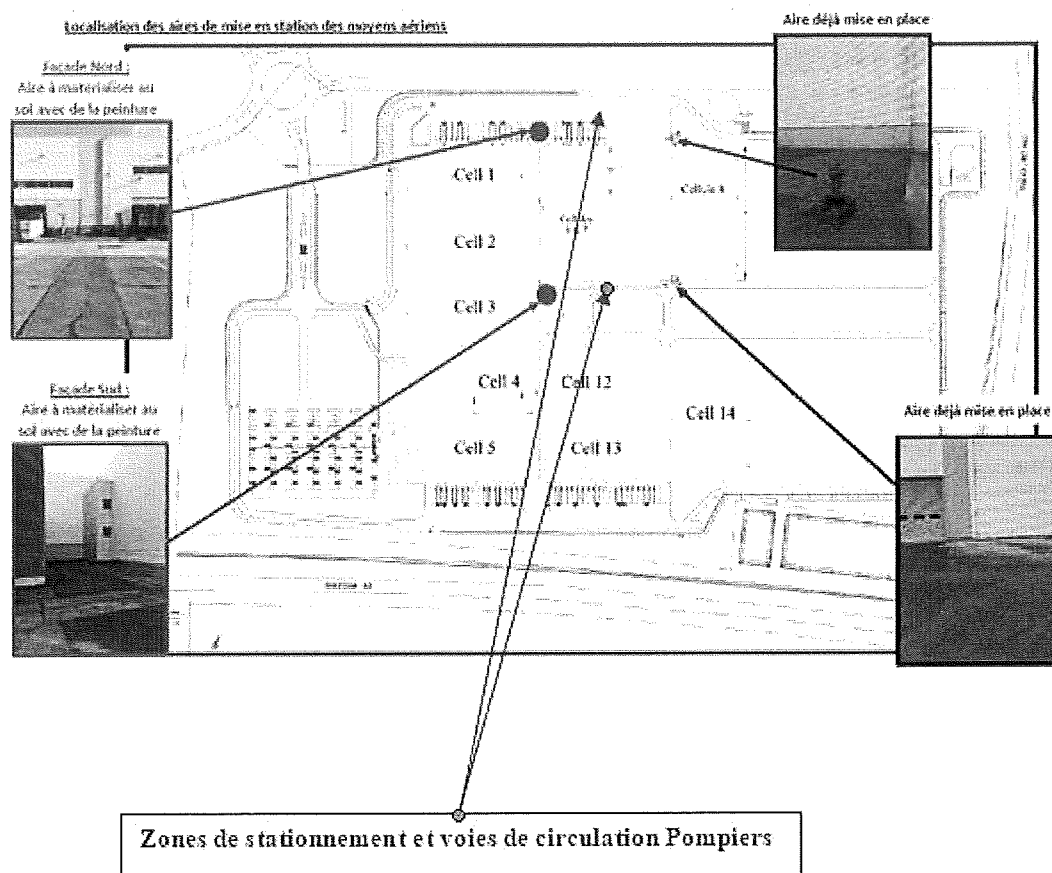 Localisation des aires de mise en station des moyens aériens
Aire déjà mise en place
Façade Nord :
Aire à matérialiser au
sol avec de la peinture
Cell 1
Cell 2
Cell 3
Cell 4
Cell 12
Cell 5
Cell 13
Cell 14
Façade Sud :
Aire à matérialiser au
sol avec de la peinture
Aire déjà mise en place
Zones de stationnement et voies de circulation Pompiers